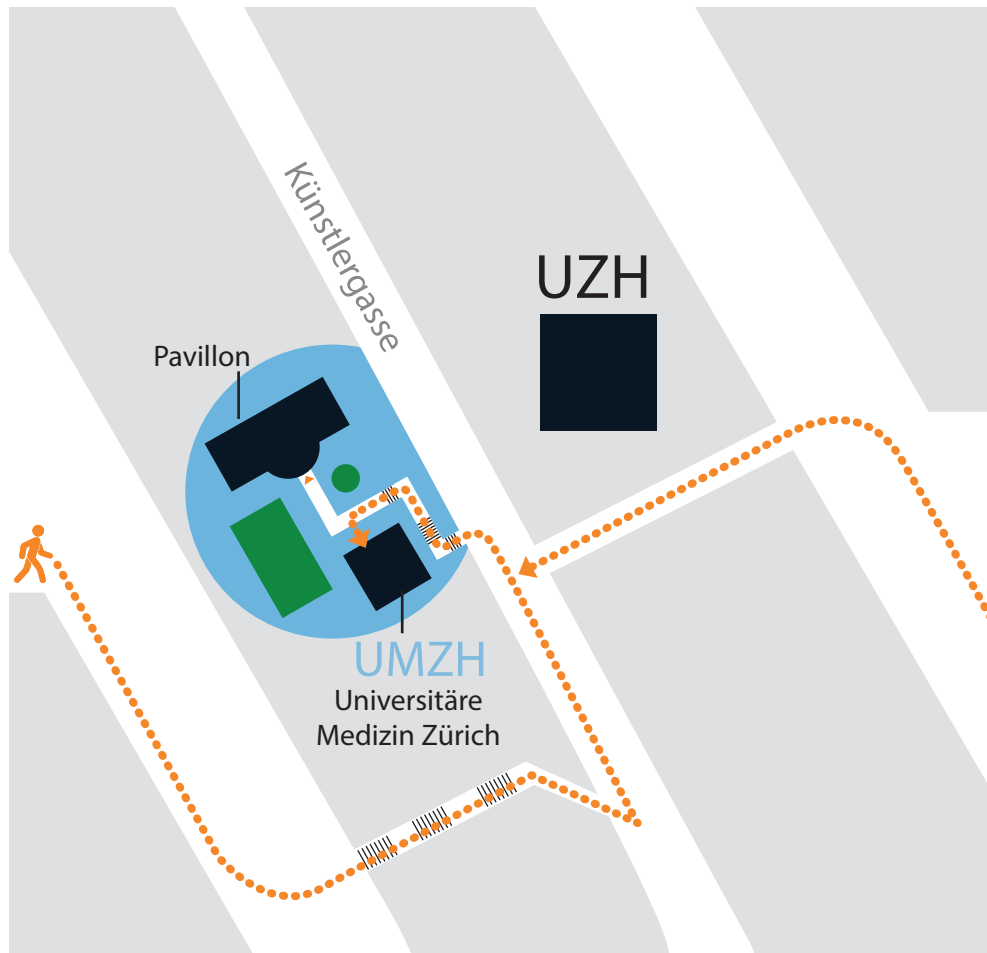 Künstlergasse
UZH
Pavillon
UMZH
Universitäre
Medizin Zürich